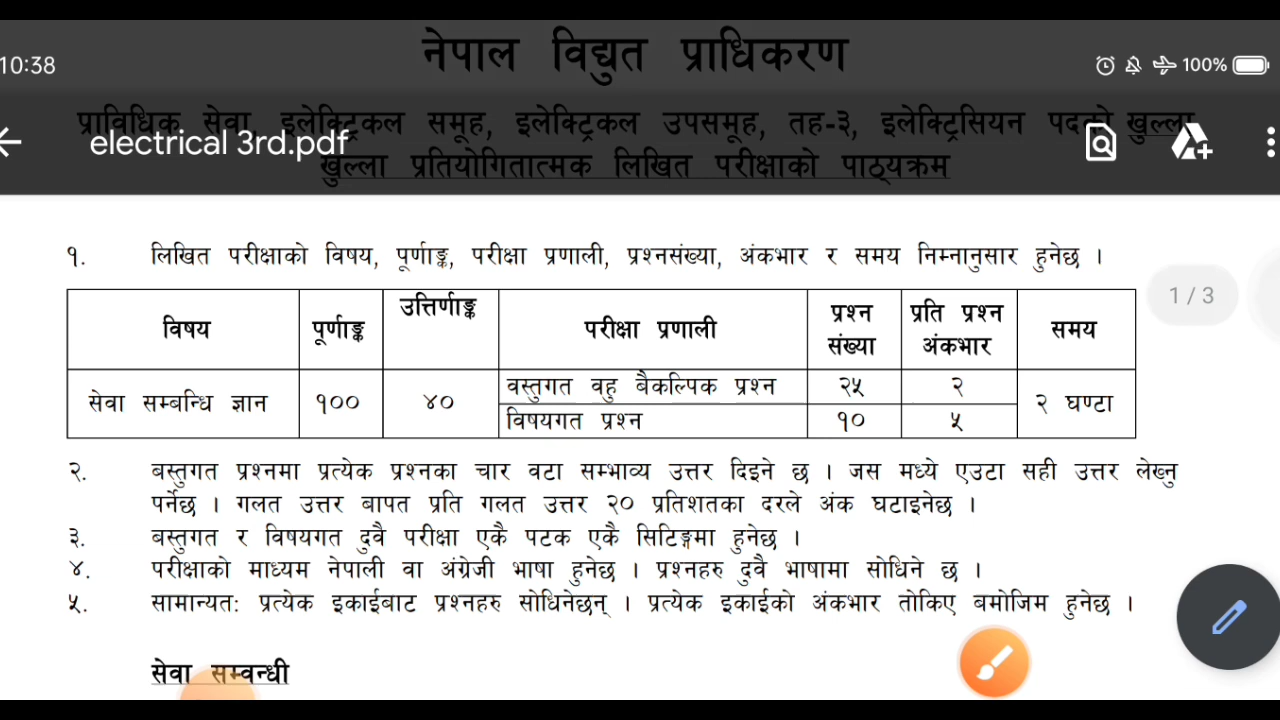 नेपाल विद्युत प्राधिकरण
10:38
100%
प्राविधिक सेवा, इलेक्ट्रिकल समूह, इलेक्ट्रिकल उपसमूह, तह-३, इलेक्ट्रिसियन पदको खुल्ला
electrical 3rd.pdf
खुल्ला प्रतियोगितात्मक लिखित परीक्षाको पाठ्यक्रम
१. लिखित परीक्षाको विषय, पूर्णाङ्क, परीक्षा प्रणाली, प्रश्नसंख्या, अंकभार र समय निम्नानुसार हुनेछ ।
1 / 3
विषय पूर्णाङ्क उत्तिर्णाङ्क परीक्षा प्रणाली प्रश्न संख्या प्रति प्रश्न अंकभार समय
सेवा सम्बन्धि ज्ञान १०० ४० वस्तुगत वहु बैकल्पिक प्रश्न २५ २ २ घण्टा
विषयगत प्रश्न १० ५
२. बस्तुगत प्रश्नमा प्रत्येक प्रश्नका चार वटा सम्भाव्य उत्तर दिइने छ । जस मध्ये एउटा सही उत्तर लेख्नु
पर्नेछ । गलत उत्तर बापत प्रति गलत उत्तर २० प्रतिशतका दरले अंक घटाइनेछ ।
३. बस्तुगत र विषयगत दुवै परीक्षा एकै पटक एकै सिटिङ्गमा हुनेछ ।
४. परीक्षाको माध्यम नेपाली वा अंग्रेजी भाषा हुनेछ । प्रश्नहरु दुवै भाषामा सोधिने छ ।
५. सामान्यत: प्रत्येक इकाईबाट प्रश्नहरु सोधिनेछन् । प्रत्येक इकाईको अंकभार तोकिए बमोजिम हुनेछ ।
सेवा सम्वन्धी